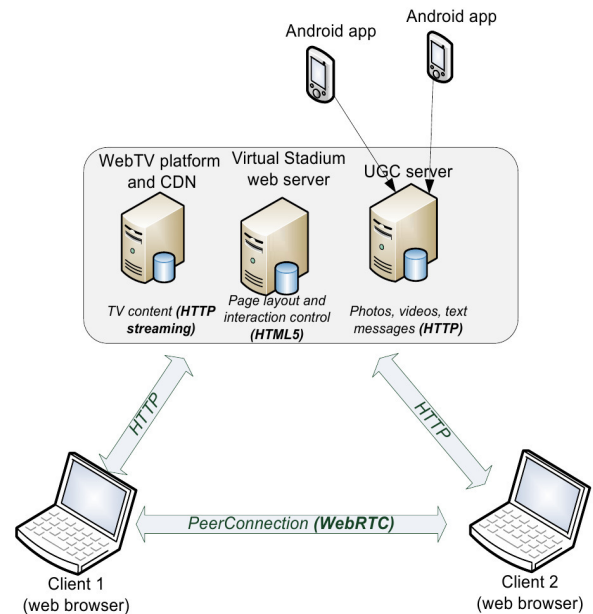 Android app
Android app
WebTV platform
and CDN
Virtual Stadium
web server
UGC server
TV content (HTTP
streaming)
Page layout and
interaction control
(HTML5)
Photos, videos, text
messages (HTTP)
HTTP
HTTP
PeerConnection (WebRTC)
Client 1
(web browser)
Client 2
(web browser)